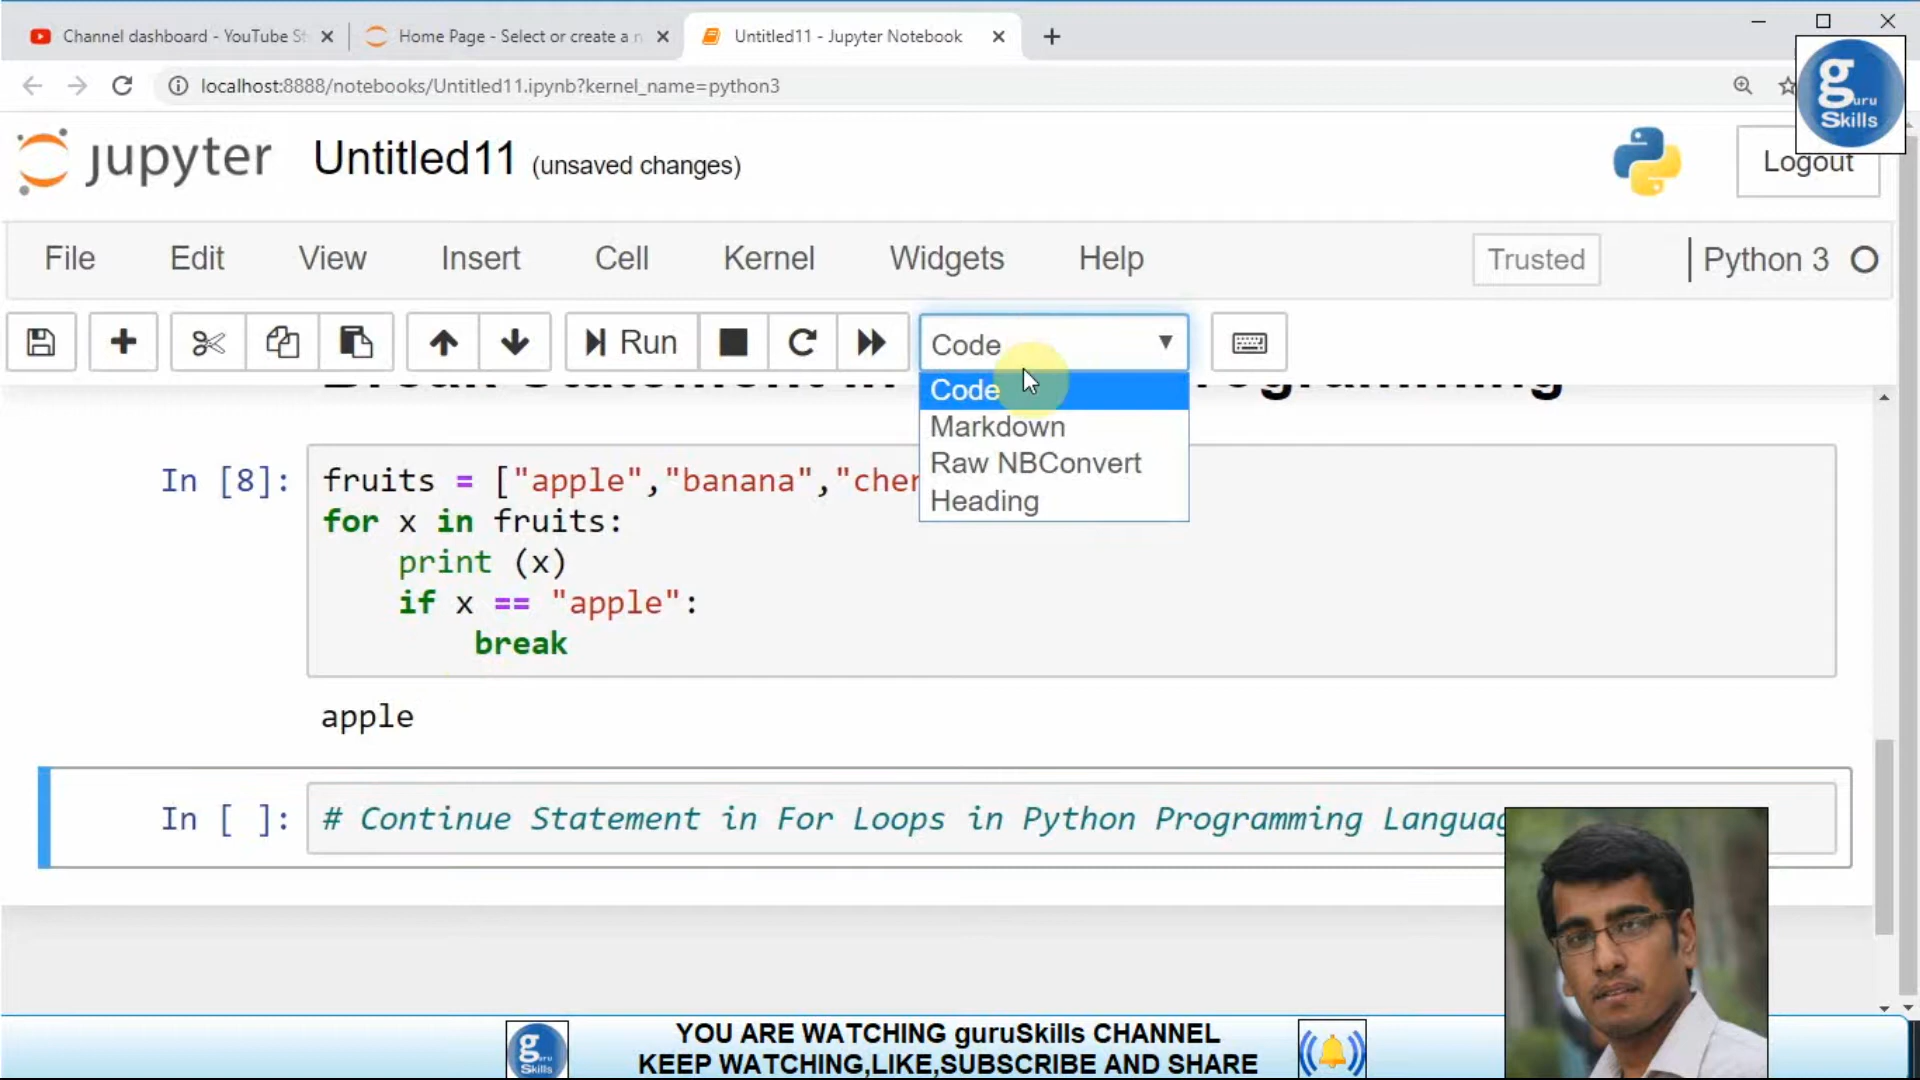 Channel dashboard - YouTube St
Home Page - Select or create a n
Untitled11 - Jupyter Notebook
localhost:8888/notebooks/Untitled11.ipynb?kernel_name=python3
guru
Skills
jupyter
Untitled11 (unsaved changes)
Logout
File Edit View Insert Cell Kernel Widgets Help
Trusted
Python 3
Run
Code
Code
Markdown
Raw NBConvert
Heading
In [8]:
fruits = ["apple","banana","cher
for x in fruits:
print (x)
if x == "apple":
break
apple
In [ ]:
# Continue Statement in For Loops in Python Programming Languag
guru
Skills
YOU ARE WATCHING guruSkills CHANNEL
KEEP WATCHING,LIKE,SUBSCRIBE AND SHARE